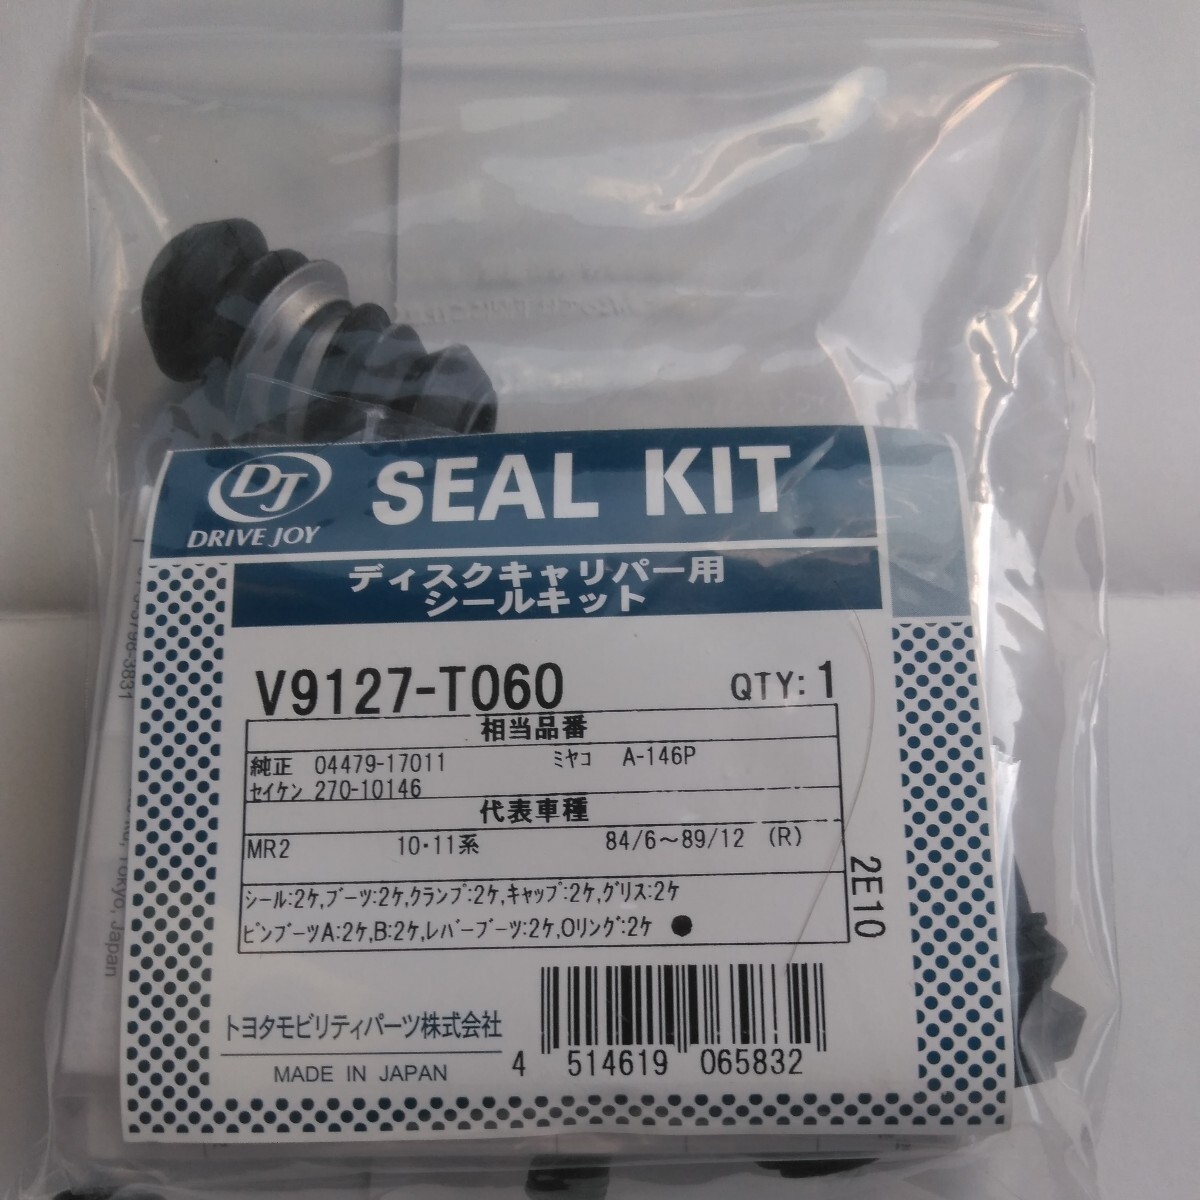 DJ
DRIVE JOY
SEAL KIT
ディスクキャリパー用
シールキット
V9127-T060 QTY: 1
相当品番
純正 04479-17011 ﾐﾔｺ A-146P
ｾｲｹﾝ 270-10146
代表車種
MR2 10・11系 84/6～89/12 (R)
ｼｰﾙ:2ｹ,ﾌﾞｰﾂ:2ｹ,ｸﾗﾝﾌﾟ:2ｹ,ｷｬｯﾌﾟ:2ｹ,ｸﾞﾘｽ:2ｹ
ﾋﾟﾝﾌﾞｰﾂA:2ｹ,B:2ｹ,ﾚﾊﾞｰﾌﾞｰﾂ:2ｹ,Oﾘﾝｸﾞ:2ｹ ●
2E10
トヨタモビリティパーツ株式会社
MADE IN JAPAN
4 514619 065832
Tokyo, Japan